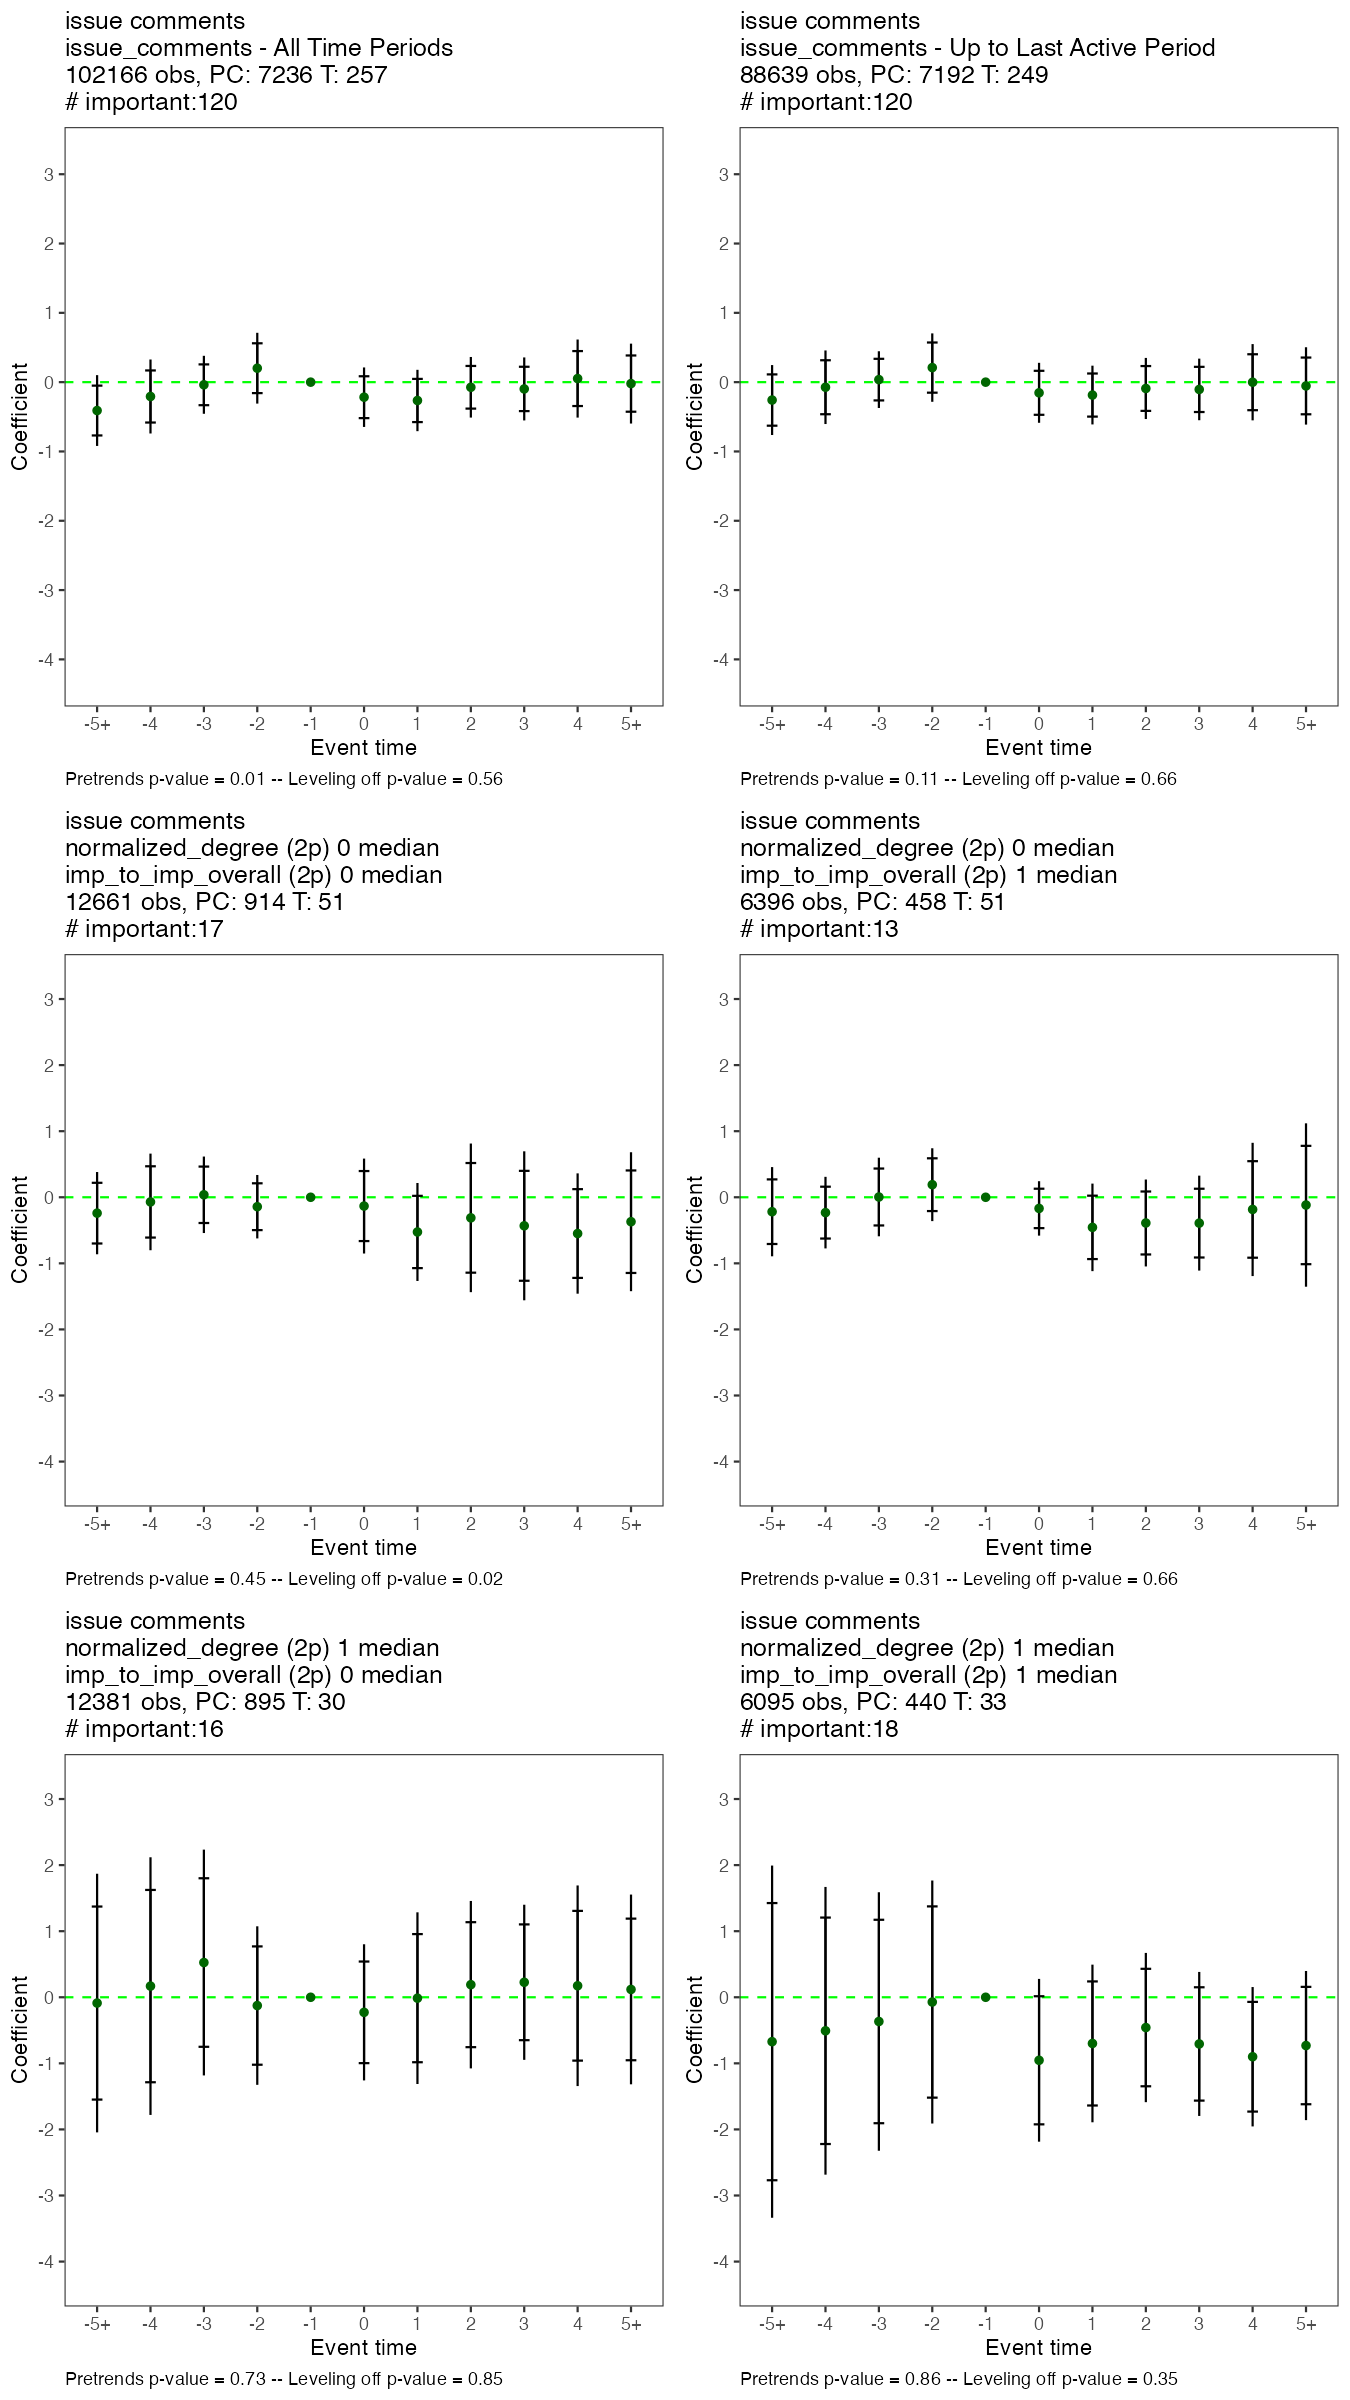 issue comments
issue_comments - All Time Periods
102166 obs, PC: 7236 T: 257
# important:120
3
2
1
0
-1
-2
-3
-4
Coefficient
-5+ -4 -3 -2 -1 0 1 2 3 4 5+
Event time
Pretrends p-value = 0.01 -- Leveling off p-value = 0.56
issue comments
issue_comments - Up to Last Active Period
88639 obs, PC: 7192 T: 249
# important:120
3
2
1
0
-1
-2
-3
-4
Coefficient
-5+ -4 -3 -2 -1 0 1 2 3 4 5+
Event time
Pretrends p-value = 0.11 -- Leveling off p-value = 0.66
issue comments
normalized_degree (2p) 0 median
imp_to_imp_overall (2p) 0 median
12661 obs, PC: 914 T: 51
# important:17
3
2
1
0
-1
-2
-3
-4
Coefficient
-5+ -4 -3 -2 -1 0 1 2 3 4 5+
Event time
Pretrends p-value = 0.45 -- Leveling off p-value = 0.02
issue comments
normalized_degree (2p) 0 median
imp_to_imp_overall (2p) 1 median
6396 obs, PC: 458 T: 51
# important:13
3
2
1
0
-1
-2
-3
-4
Coefficient
-5+ -4 -3 -2 -1 0 1 2 3 4 5+
Event time
Pretrends p-value = 0.31 -- Leveling off p-value = 0.66
issue comments
normalized_degree (2p) 1 median
imp_to_imp_overall (2p) 0 median
12381 obs, PC: 895 T: 30
# important:16
3
2
1
0
-1
-2
-3
-4
Coefficient
-5+ -4 -3 -2 -1 0 1 2 3 4 5+
Event time
Pretrends p-value = 0.73 -- Leveling off p-value = 0.85
issue comments
normalized_degree (2p) 1 median
imp_to_imp_overall (2p) 1 median
6095 obs, PC: 440 T: 33
# important:18
3
2
1
0
-1
-2
-3
-4
Coefficient
-5+ -4 -3 -2 -1 0 1 2 3 4 5+
Event time
Pretrends p-value = 0.86 -- Leveling off p-value = 0.35